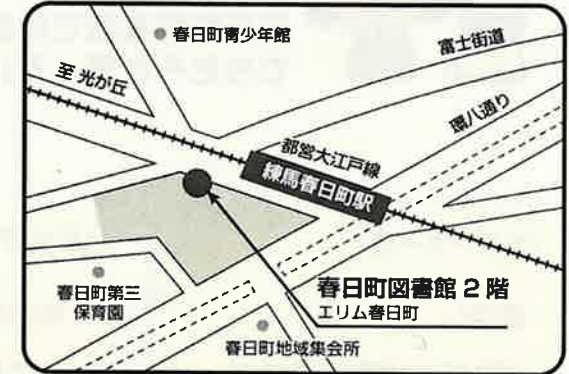 春日町青少年館
富士街道
至 光が丘
環八通り
都営大江戸線
練馬春日町駅
春日町図書館 2 階
エリム春日町
春日町第三
保育園
春日町地域集会所